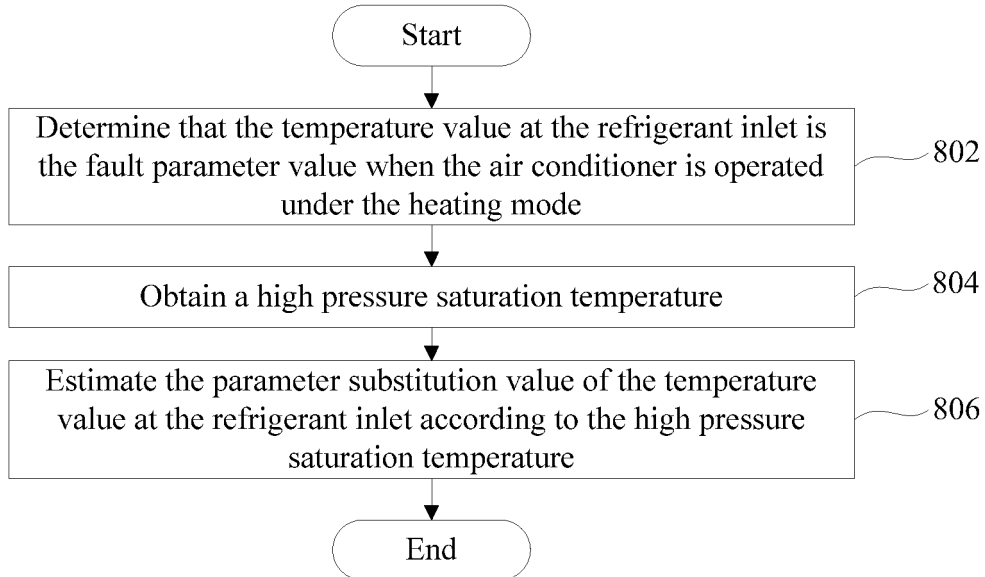 Start
Determine that the temperature value at the refrigerant inlet is
the fault parameter value when the air conditioner is operated
under the heating mode
802
Obtain a high pressure saturation temperature
804
Estimate the parameter substitution value of the temperature
value at the refrigerant inlet according to the high pressure
saturation temperature
806
End